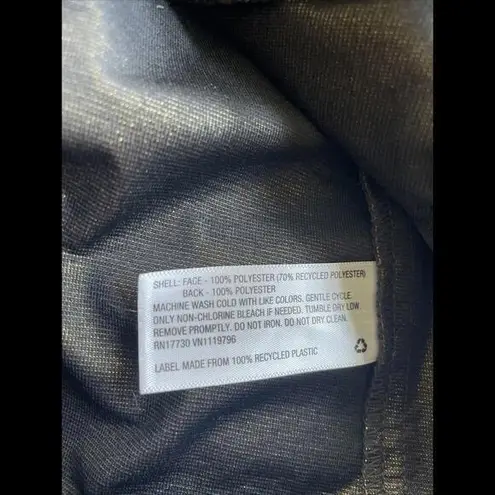 SHELL: FACE - 100% POLYESTER (70% RECYCLED POLYESTER)
BACK - 100% POLYESTER
MACHINE WASH COLD WITH LIKE COLORS. GENTLE CYCLE.
ONLY NON-CHLORINE BLEACH IF NEEDED. TUMBLE DRY LOW.
REMOVE PROMPTLY. DO NOT IRON. DO NOT DRY CLEAN.
RN17730 VN1119796
LABEL MADE FROM 100% RECYCLED PLASTIC